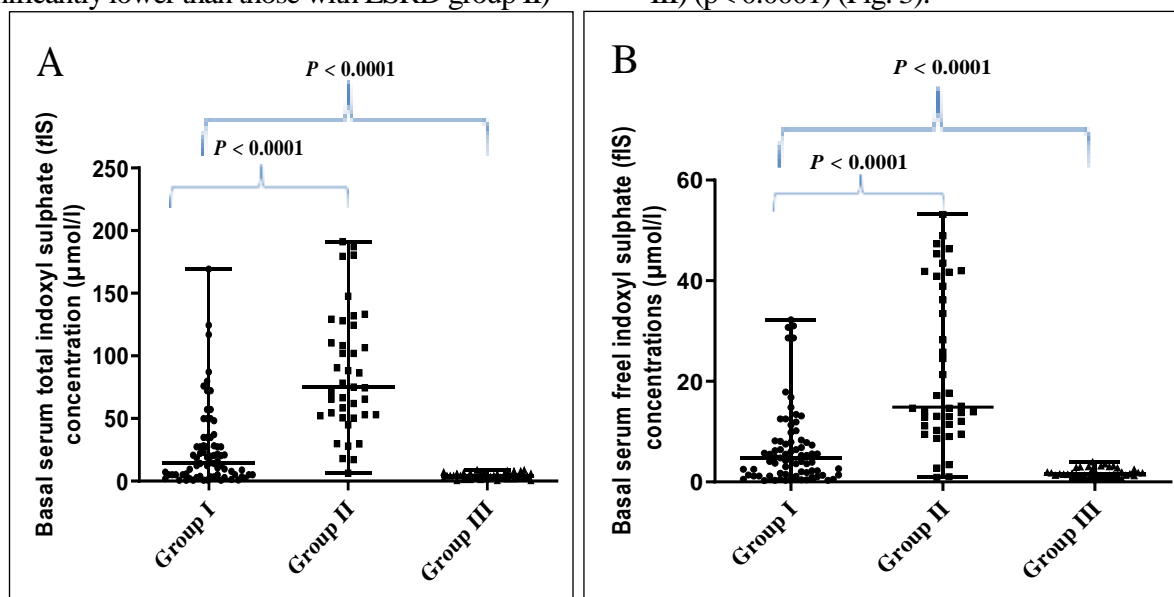 nificantly lower than those with ESRD group II)
III) (p < 0.0001) (Fig. 3).
A
P < 0.0001
P < 0.0001
Basal serum total indoxyl sulphate (tIS)
concentration (µmol/l)
250
200
150
100
50
0
Group I
Group II
Group III
B
P < 0.0001
P < 0.0001
Basal serum freel indoxyl sulphate (fIS)
concentrations (µmol/l)
60
40
20
0
Group I
Group II
Group III